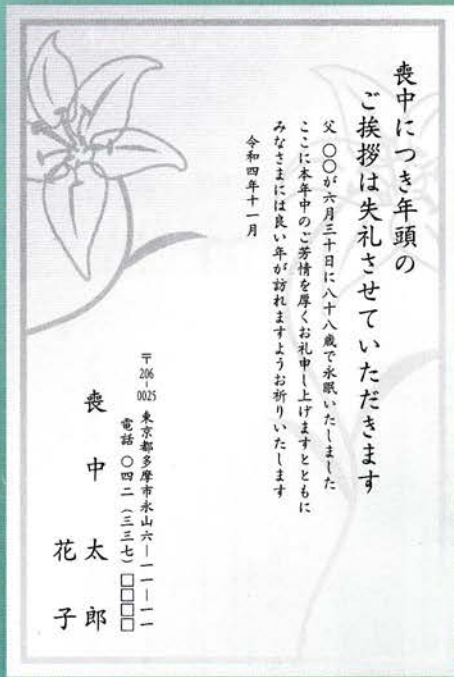 喪中につき年頭の
ご挨拶は失礼させていただきます
父 〇〇が六月三十日に八十八歳で永眠いたしました
ここに本年中のご芳情を厚くお礼申し上げますとともに
みなさまには良い年が訪れますようお祈りいたします
令和四年十一月
〒206-0025 東京都多摩市永山六―一一―一一
電話 〇四二(三三七)□□□□
喪中 太郎
花子